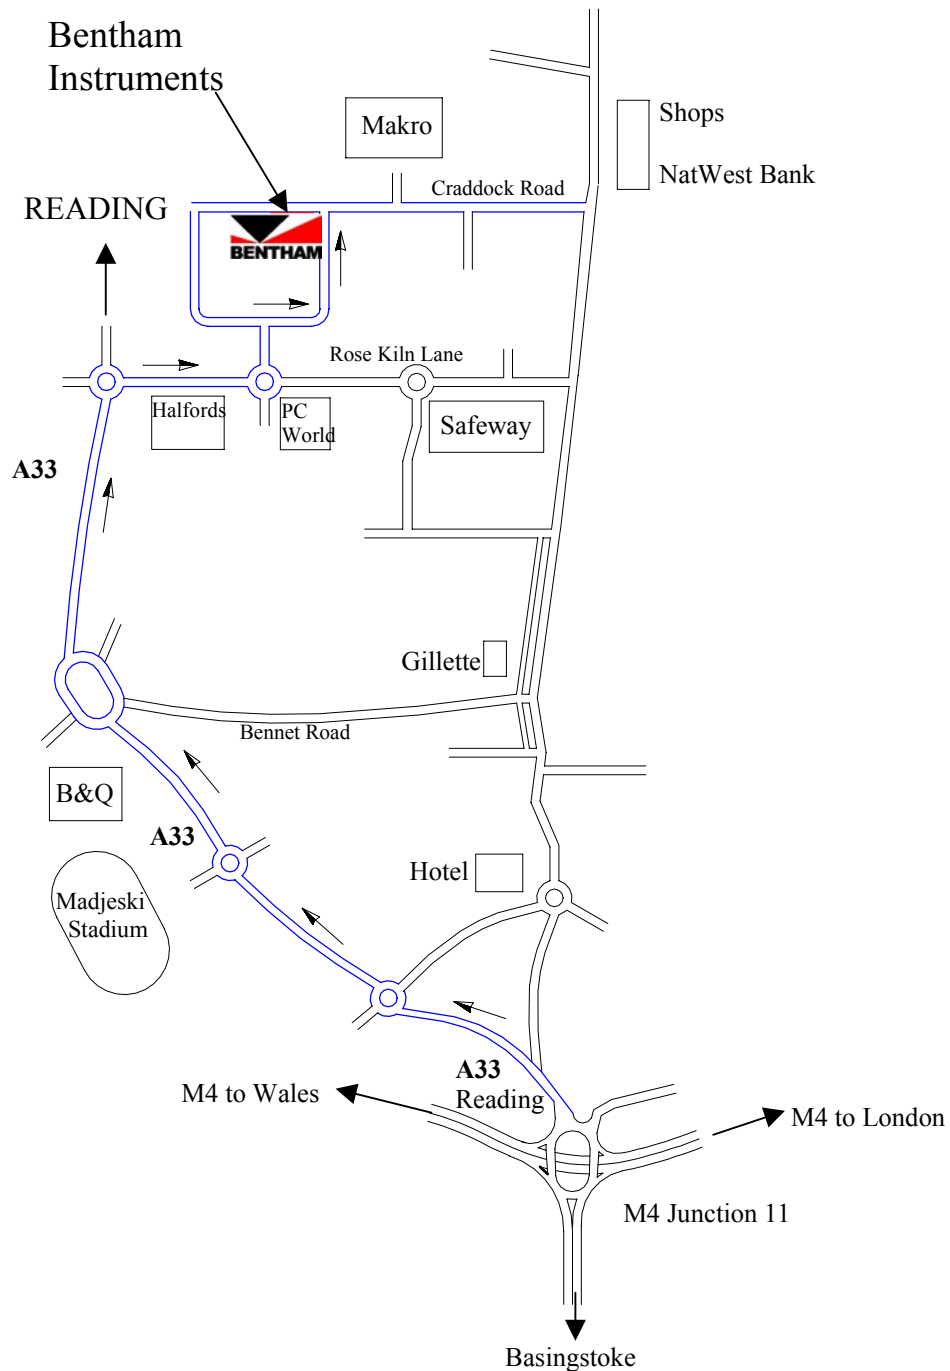 Bentham
Instruments
Makro
Shops
NatWest Bank
Craddock Road
READING
BENTHAM
Rose Kiln Lane
Halfords
PC
World
Safeway
A33
Gillette
Bennet Road
B&Q
A33
Hotel
Madjeski
Stadium
A33
Reading
M4 to Wales
M4 to London
M4 Junction 11
Basingstoke